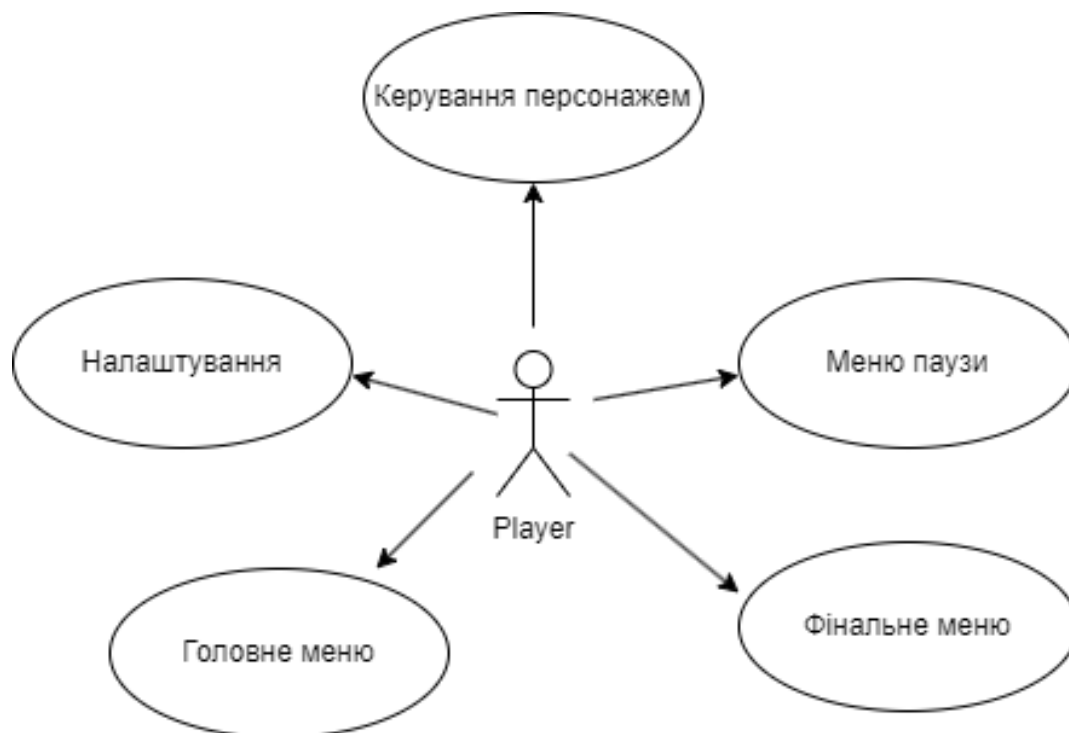 Керування персонажем
Налаштування
Меню паузи
Player
Головне меню
Фінальне меню